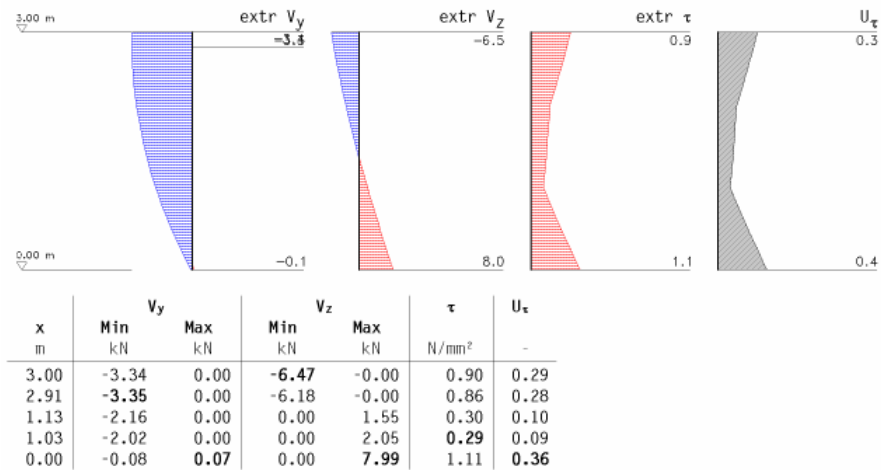 3.00 m extr Vy extr Vz extr τ Uτ
-6.5 0.9 0.3
0.00 m -0.1 8.0 1.1 0.4
Vy Vz τ Uτ
x Min Max Min Max
m kN kN kN kN N/mm² -
3.00 -3.34 0.00 -6.47 -0.00 0.90 0.29
2.91 -3.35 0.00 -6.18 -0.00 0.86 0.28
1.13 -2.16 0.00 0.00 1.55 0.30 0.10
1.03 -2.02 0.00 0.00 2.05 0.29 0.09
0.00 -0.08 0.07 0.00 7.99 1.11 0.36